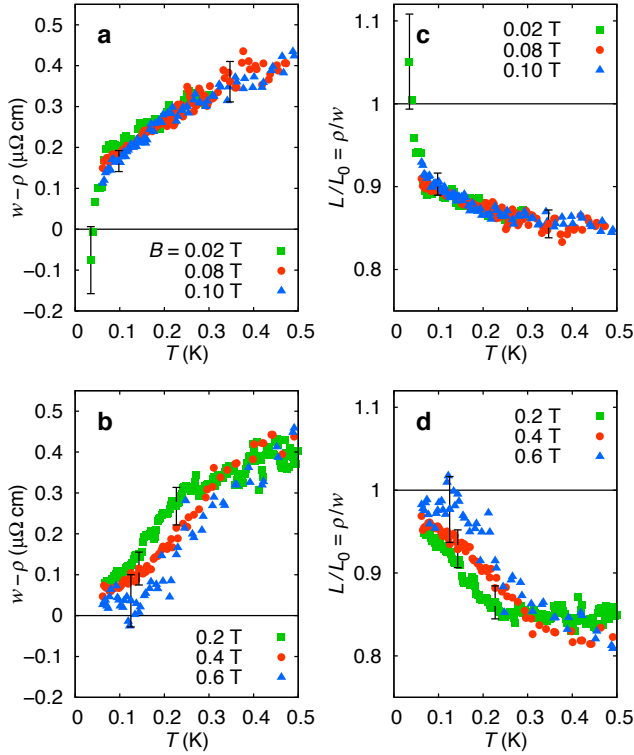 a
w–ρ (μΩ cm)
0.5
0.4
0.3
0.2
0.1
0
−0.1
−0.2
B = 0.02 T
0.08 T
0.10 T
0 0.1 0.2 0.3 0.4 0.5
T (K)
c
L/L0 = ρ/w
1.1
1
0.9
0.8
0.02 T
0.08 T
0.10 T
0 0.1 0.2 0.3 0.4 0.5
T (K)
b
w–ρ (μΩ cm)
0.5
0.4
0.3
0.2
0.1
0
−0.1
−0.2
0.2 T
0.4 T
0.6 T
0 0.1 0.2 0.3 0.4 0.5
T (K)
d
L/L0 = ρ/w
1
0.9
0.8
0.2 T
0.4 T
0.6 T
0 0.1 0.2 0.3 0.4 0.5
T (K)